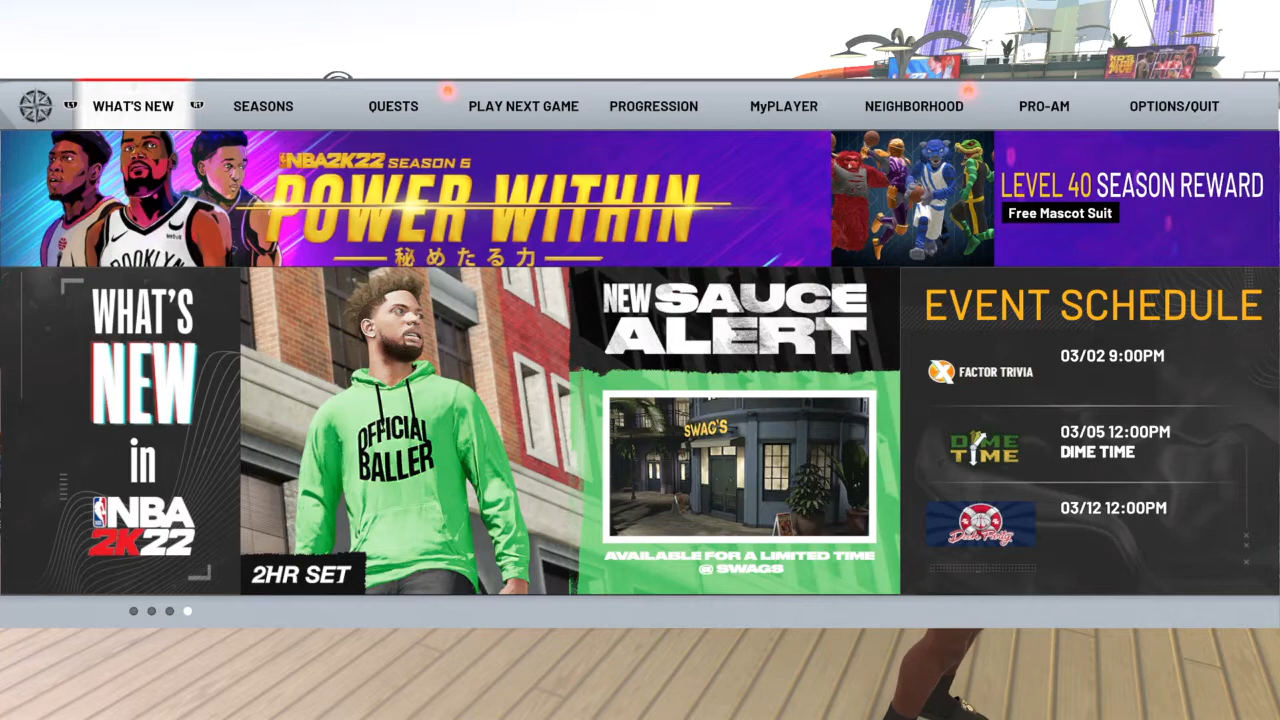 WHAT'S NEW
SEASONS
QUESTS
PLAY NEXT GAME
PROGRESSION
MyPLAYER
NEIGHBORHOOD
PRO-AM
OPTIONS/QUIT
NBA2K22 SEASON 5
POWER WITHIN
秘めたる力
BROOKLYN
LEVEL 40 SEASON REWARD
Free Mascot Suit
WHAT'S
NEW
in
NBA
2K22
OFFICIAL
BALLER
2HR SET
NEW SAUCE
ALERT
SWAG'S
AVAILABLE FOR A LIMITED TIME
@ SWAGS
EVENT SCHEDULE
X FACTOR TRIVIA
03/02 9:00PM
DIME
TIME
03/05 12:00PM
DIME TIME
Deck Party
03/12 12:00PM